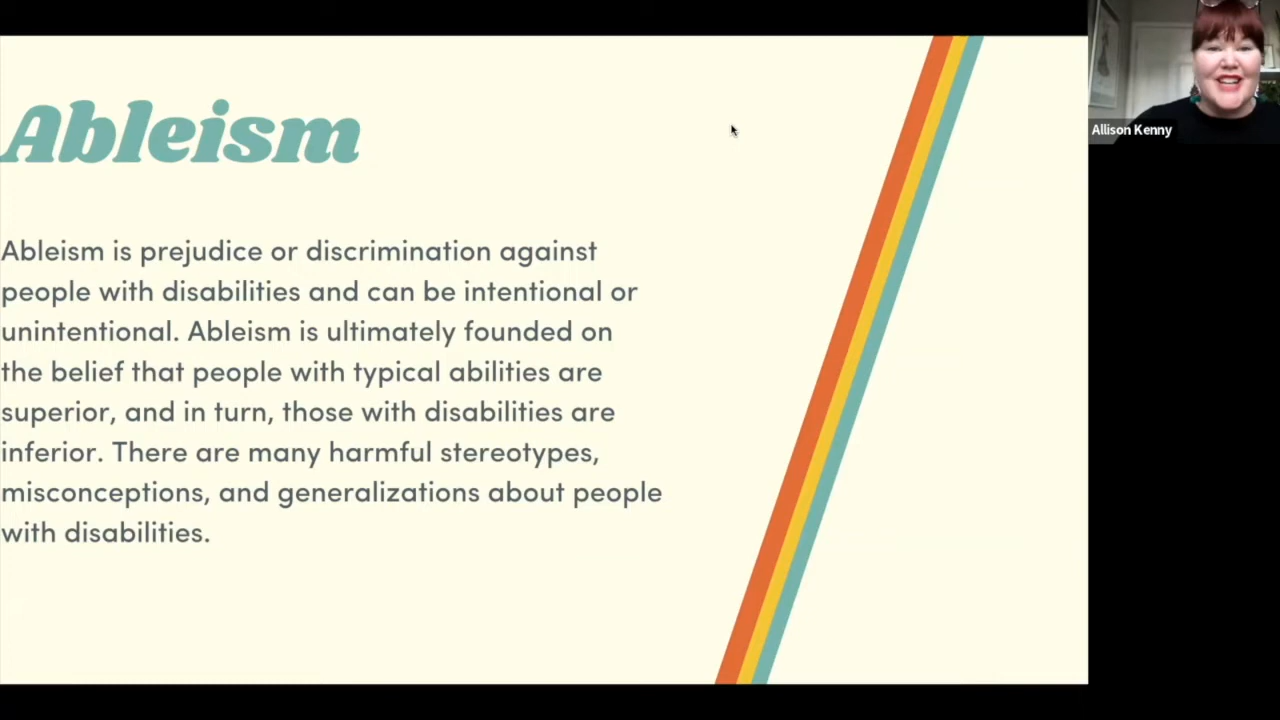 Ableism
Ableism is prejudice or discrimination against
people with disabilities and can be intentional or
unintentional. Ableism is ultimately founded on
the belief that people with typical abilities are
superior, and in turn, those with disabilities are
inferior. There are many harmful stereotypes,
misconceptions, and generalizations about people
with disabilities.
Allison Kenny